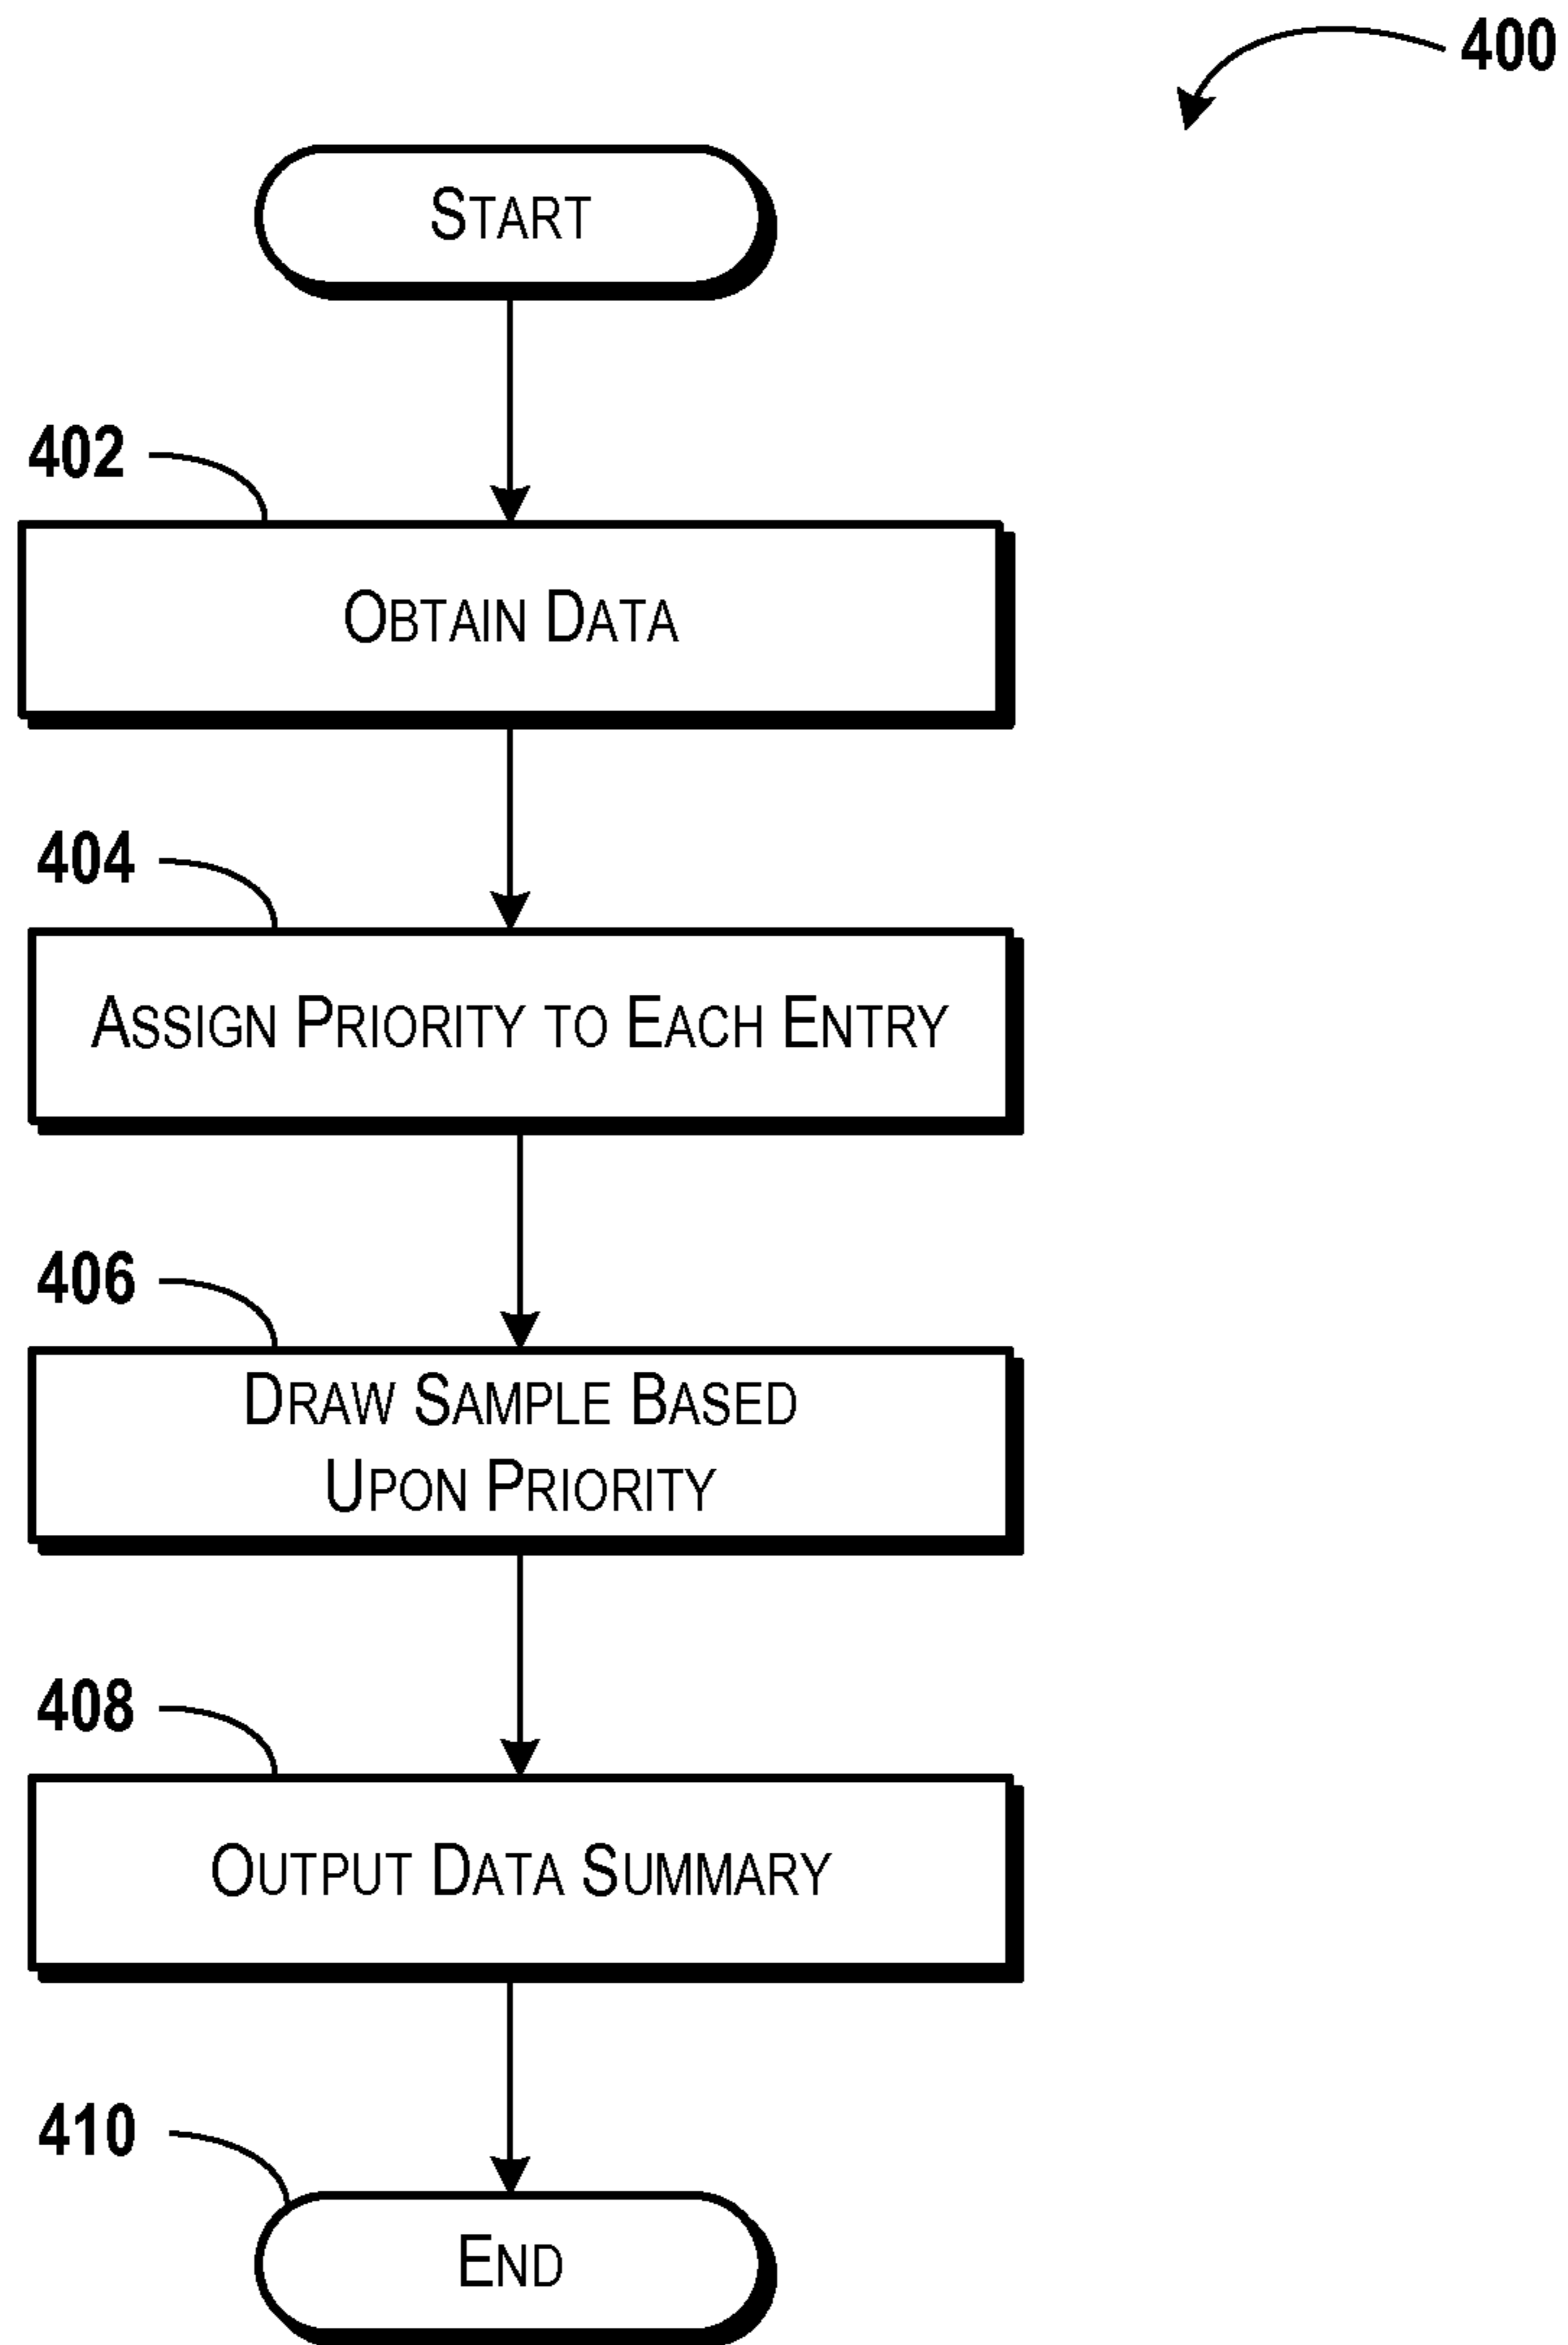 400
START
402
OBTAIN DATA
404
ASSIGN PRIORITY TO EACH ENTRY
406
DRAW SAMPLE BASED
UPON PRIORITY
408
OUTPUT DATA SUMMARY
410
END